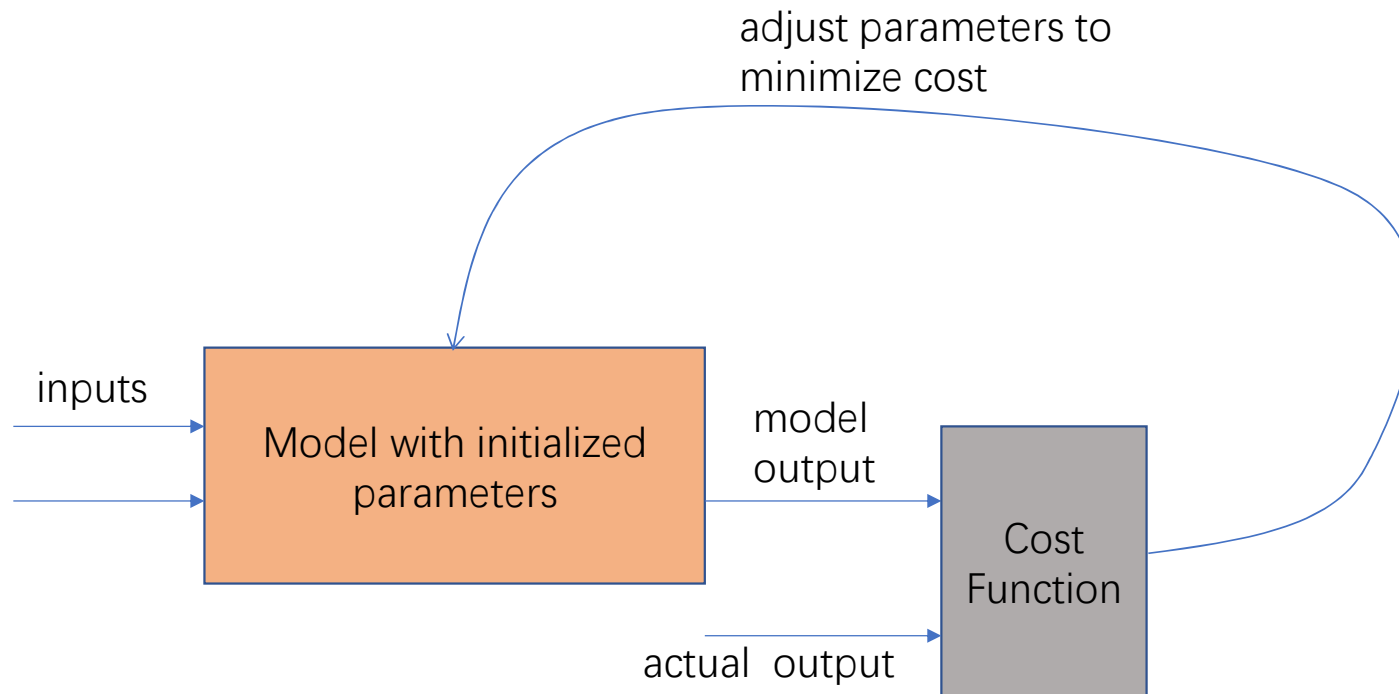 adjust parameters to
minimize cost
inputs
Model with initialized
parameters
model
output
Cost
Function
actual  output